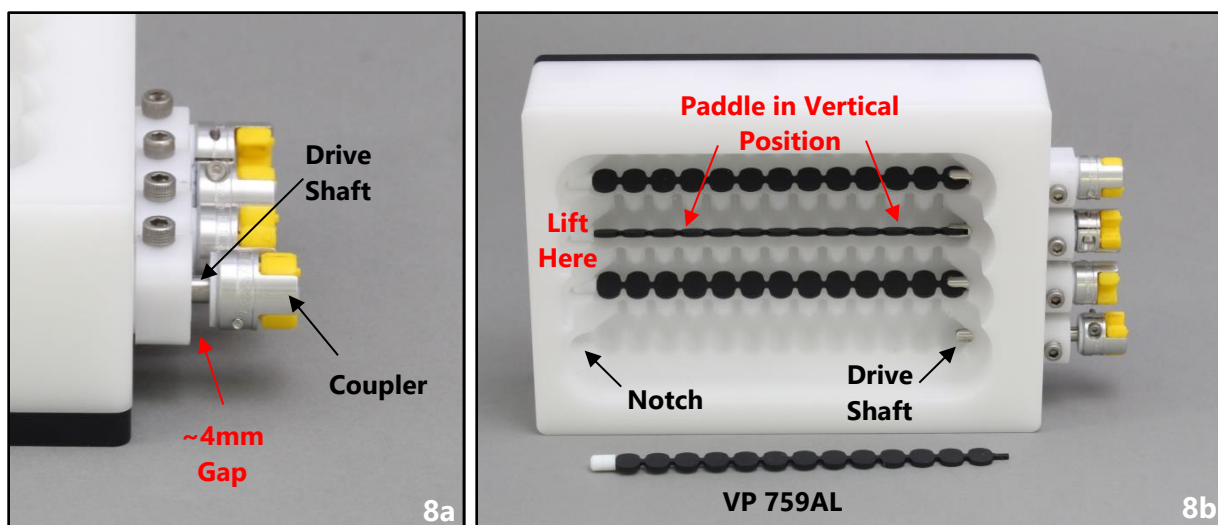 Drive
Shaft
Coupler
~4mm
Gap
8a
Paddle in Vertical
Position
Lift
Here
Notch
Drive
Shaft
VP 759AL
8b